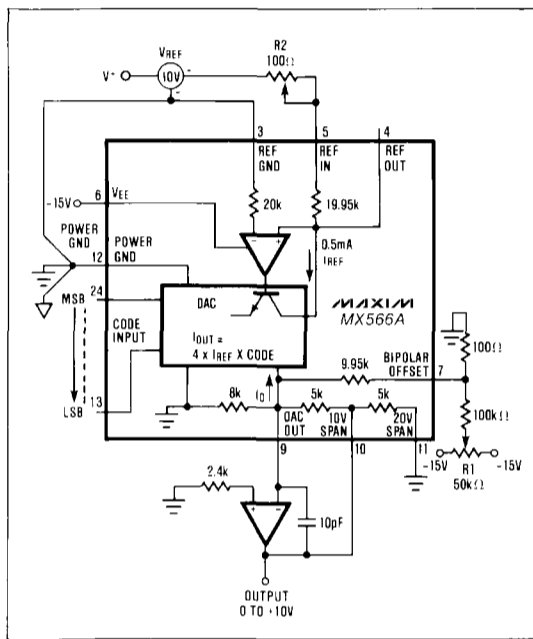 VREF
V-
10V
R2
100Ω
3
5
4
REF
GND
REF
IN
REF
OUT
6
VEE
-15V
20k
19.95k
POWER
GND
12
POWER
GND
0.5mA
IREF
24
MSB
DAC
MAXIM
MX566A
CODE
INPUT
IOUT =
4 x IREF x CODE
BIPOLAR
OFFSET
7
9.95k
100Ω
13
LSB
8k
IO
5k
5k
DAC
OUT
10V
SPAN
20V
SPAN
9
10
11
100kΩ
-15V
-15V
R1
50kΩ
2.4k
10pF
OUTPUT
0 TO +10V